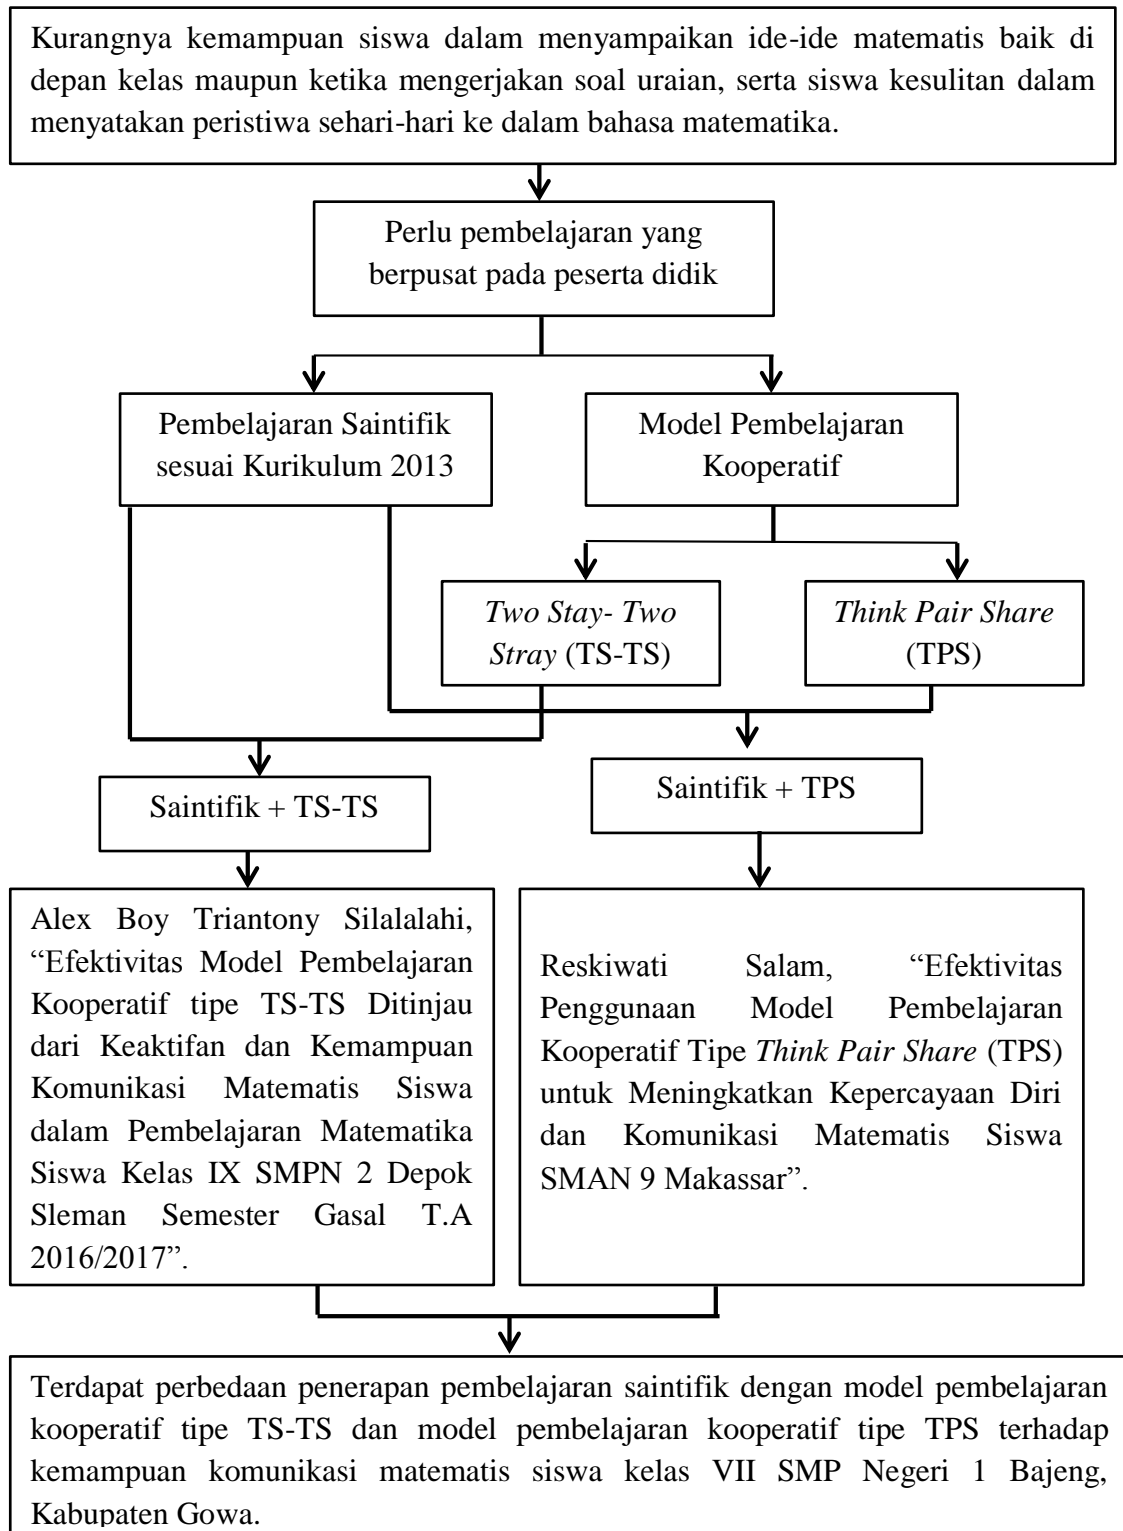 Kurangnya kemampuan siswa dalam menyampaikan ide-ide matematis baik di
depan kelas maupun ketika mengerjakan soal uraian, serta siswa kesulitan dalam
menyatakan peristiwa sehari-hari ke dalam bahasa matematika.
Perlu pembelajaran yang
berpusat pada peserta didik
Pembelajaran Saintifik
sesuai Kurikulum 2013
Model Pembelajaran
Kooperatif
Two Stay- Two
Stray (TS-TS)
Think Pair Share
(TPS)
Saintifik + TS-TS
Saintifik + TPS
Alex Boy Triantony Silalalahi,
“Efektivitas Model Pembelajaran
Kooperatif tipe TS-TS Ditinjau
dari Keaktifan dan Kemampuan
Komunikasi Matematis Siswa
dalam Pembelajaran Matematika
Siswa Kelas IX SMPN 2 Depok
Sleman Semester Gasal T.A
2016/2017”.
Reskiwati Salam, “Efektivitas
Penggunaan Model Pembelajaran
Kooperatif Tipe Think Pair Share (TPS)
untuk Meningkatkan Kepercayaan Diri
dan Komunikasi Matematis Siswa
SMAN 9 Makassar”.
Terdapat perbedaan penerapan pembelajaran saintifik dengan model pembelajaran
kooperatif tipe TS-TS dan model pembelajaran kooperatif tipe TPS terhadap
kemampuan komunikasi matematis siswa kelas VII SMP Negeri 1 Bajeng,
Kabupaten Gowa.